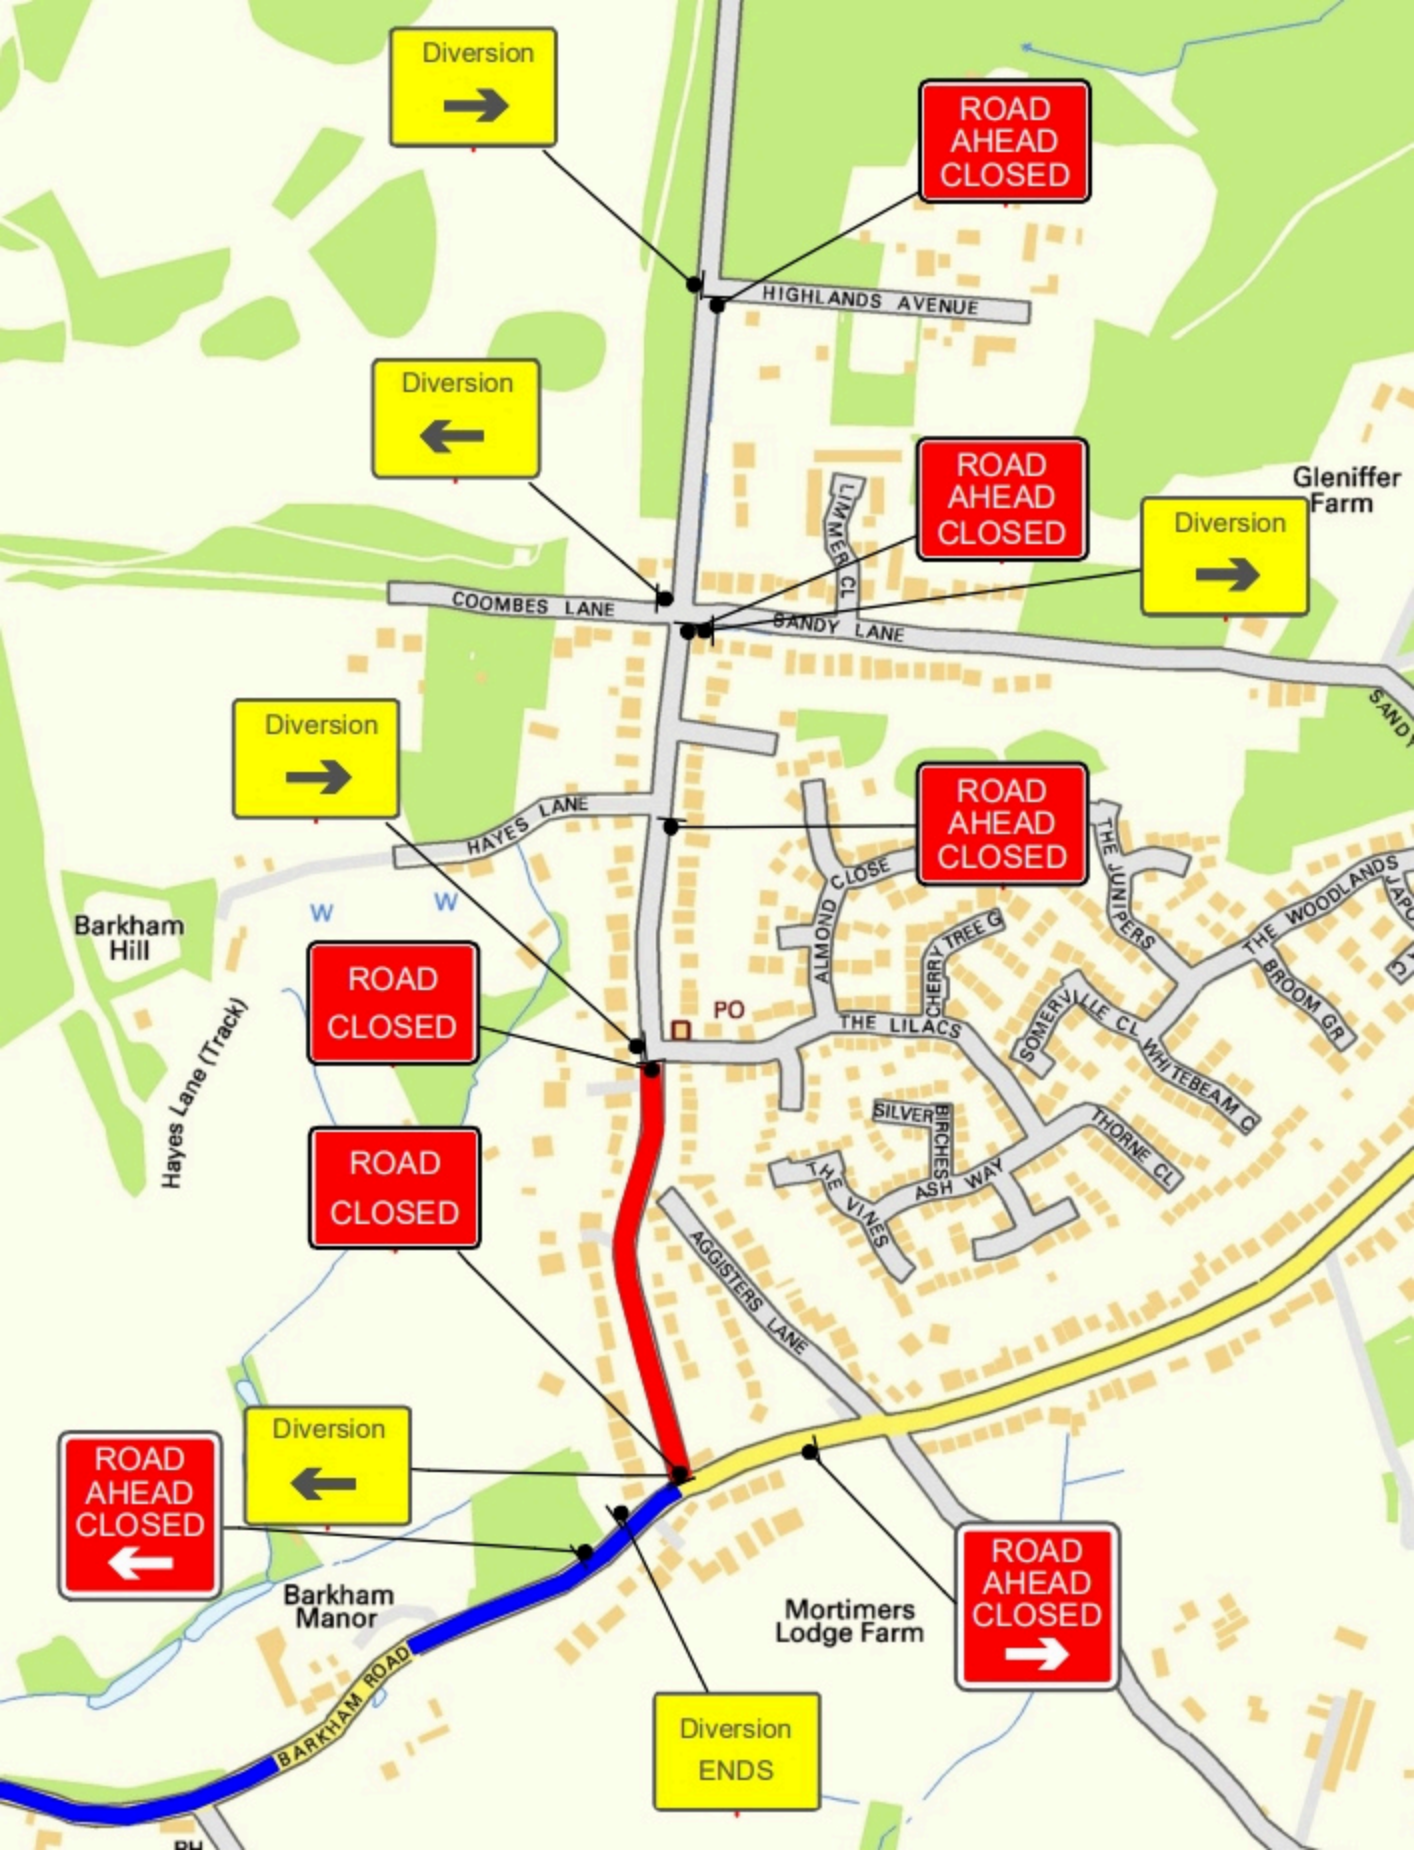 Diversion
ROAD
AHEAD
CLOSED
HIGHLANDS AVENUE
Diversion
ROAD
AHEAD
CLOSED
Gleniffer
Farm
LIMMER CL
Diversion
COOMBES LANE
SANDY LANE
SANDY
Diversion
ROAD
AHEAD
CLOSED
HAYES LANE
ALMOND CLOSE
THE JUNIPERS
THE WOODLANDS
W
W
Barkham
Hill
CHERRY TREE G
BROOM GR
ROAD
CLOSED
PO
THE LILACS
SOMERVILLE CL
WHITEBEAM C
Hayes Lane (Track)
SILVER
BIRCHES
THORNE CL
ROAD
CLOSED
THE VINES
ASH WAY
AGGISTERS LANE
Diversion
ROAD
AHEAD
CLOSED
Barkham
Manor
Mortimers
Lodge Farm
ROAD
AHEAD
CLOSED
BARKHAM ROAD
Diversion
ENDS